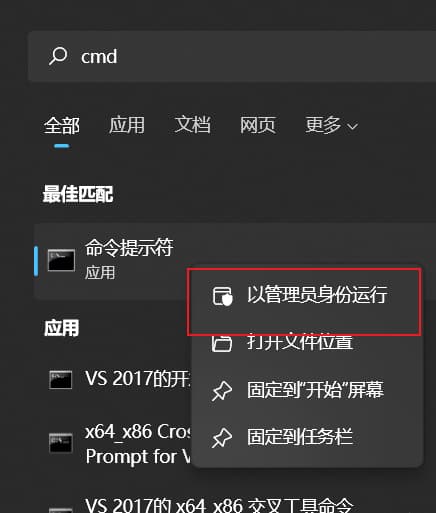 cmd
全部 应用 文档 网页 更多
最佳匹配
命令提示符
应用
以管理员身份运行
应用
打开文件位置
VS 2017的开
固定到“开始”屏幕
x64_x86 Cros
固定到任务栏
Prompt for V
VS 2017的 x64_x86 交叉工具命令